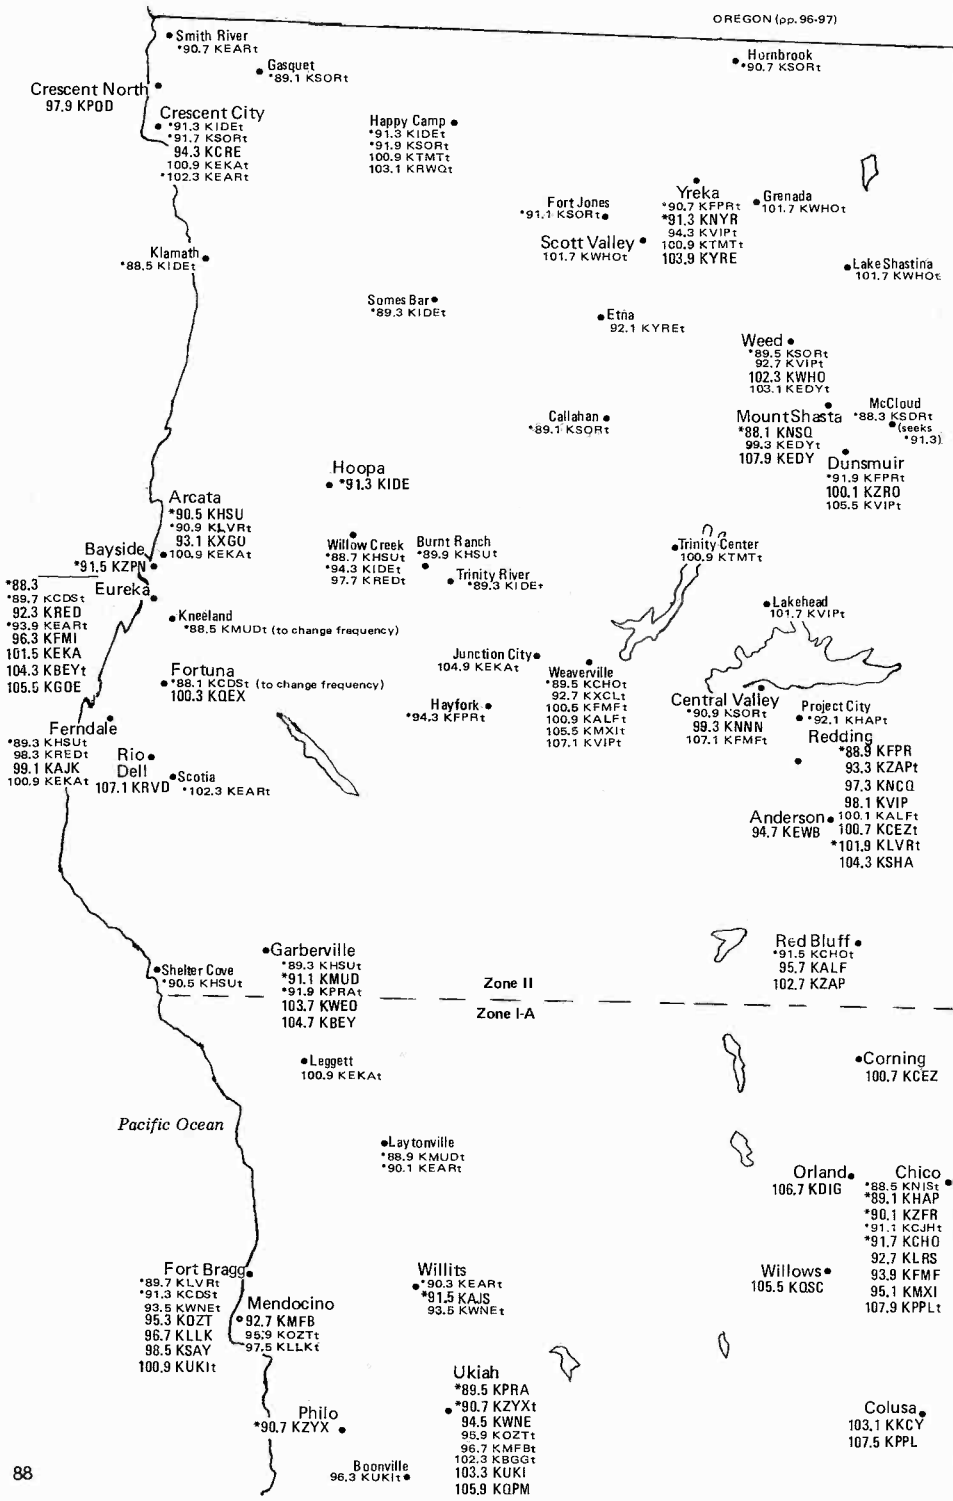 OREGON (pp. 96-97)
Smith River
*90.7 KEARt
Gasquet
*89.1 KSORt
Hornbrook
*90.7 KSORt
Crescent North
97.9 KPOD
Crescent City
*91.3 KIDEt
*91.7 KSORt
94.3 KCRE
100.9 KEKAt
*102.3 KEARt
Happy Camp
*91.3 KIDEt
*91.9 KSORt
100.9 KTMTt
103.1 KRWQt
Fort Jones
*91.1 KSORt
Yreka
*90.7 KFPRt
*91.3 KNYR
94.3 KVIPt
100.9 KTMTt
103.9 KYRE
Grenada
101.7 KWHOt
Scott Valley
101.7 KWHOt
Klamath
*88.5 KIDEt
Lake Shastina
101.7 KWHOt
Somes Bar
*89.3 KIDEt
Etna
92.1 KYREt
Weed
*89.5 KSORt
92.7 KVIPt
102.3 KWHO
103.1 KEDYt
Callahan
*89.1 KSORt
Mount Shasta
*88.1 KNSQ
99.3 KEDYt
107.9 KEDY
McCloud
*88.3 KSORt
(seeks
*91.3)
Dunsmuir
*91.9 KFPRt
100.1 KZRO
105.5 KVIPt
Hoopa
*91.3 KIDE
Arcata
*90.5 KHSU
*90.9 KLVRt
93.1 KXGO
100.9 KEKAt
Bayside
*91.5 KZPN
Willow Creek
*88.7 KHSUt
*94.3 KIDEt
97.7 KREDt
Burnt Ranch
*89.9 KHSUt
Trinity River
*89.3 KIDEt
Trinity Center
100.9 KTMTt
Eureka
*88.3
*89.7 KCDSt
92.3 KRED
*93.9 KEARt
96.3 KFMI
101.5 KEKA
104.3 KBEYt
105.5 KGOE
Kneeland
*88.5 KMUDt (to change frequency)
Lakehead
101.7 KVIPt
Fortuna
*88.1 KCDSt (to change frequency)
100.3 KQEX
Junction City
104.9 KEKAt
Weaverville
*89.5 KCHOt
92.7 KXCLt
100.5 KFMFt
100.9 KALFt
105.5 KMXIt
107.1 KVIPt
Hayfork
*94.3 KFPRt
Central Valley
*90.9 KSORt
99.3 KNNN
107.1 KFMFt
Project City
*92.1 KHAPt
Ferndale
*89.3 KHSUt
98.3 KREDt
99.1 KAJK
100.9 KEKAt
Rio
Dell
107.1 KRVD
Scotia
*102.3 KEARt
Redding
*88.9 KFPR
93.3 KZAPt
97.3 KNCQ
98.1 KVIP
100.1 KALFt
100.7 KCEZt
*101.9 KLVRt
104.3 KSHA
Anderson
94.7 KEWB
Garberville
*89.3 KHSUt
*91.1 KMUD
*91.9 KPRAt
103.7 KWEO
104.7 KBEY
Shelter Cove
*90.5 KHSUt
Red Bluff
*91.5 KCHOt
95.7 KALF
102.7 KZAP
Zone II
Zone I-A
Leggett
100.9 KEKAt
Corning
100.7 KCEZ
Pacific Ocean
Laytonville
*88.9 KMUDt
*90.1 KEARt
Orland
106.7 KDIG
Chico
*88.5 KNISt
*89.1 KHAP
*90.1 KZFR
*91.1 KCJHt
*91.7 KCHO
92.7 KLRS
93.9 KFMF
95.1 KMXI
107.9 KPPLt
Fort Bragg
*89.7 KLVRt
*91.3 KCDSt
93.5 KWNEt
95.3 KOZT
96.7 KLLK
98.5 KSAY
100.9 KUKIt
Mendocino
92.7 KMFB
95.9 KOZTt
97.5 KLLKt
Willits
*90.3 KEARt
*91.5 KAJS
93.5 KWNEt
Willows
105.5 KQSC
Ukiah
*89.5 KPRA
*90.7 KZYXt
94.5 KWNE
95.9 KOZTt
96.7 KMFBt
102.3 KBGGt
103.3 KUKI
105.9 KQPM
Philo
*90.7 KZYX
Colusa
103.1 KKCY
107.5 KPPL
Boonville
96.3 KUKIt
88